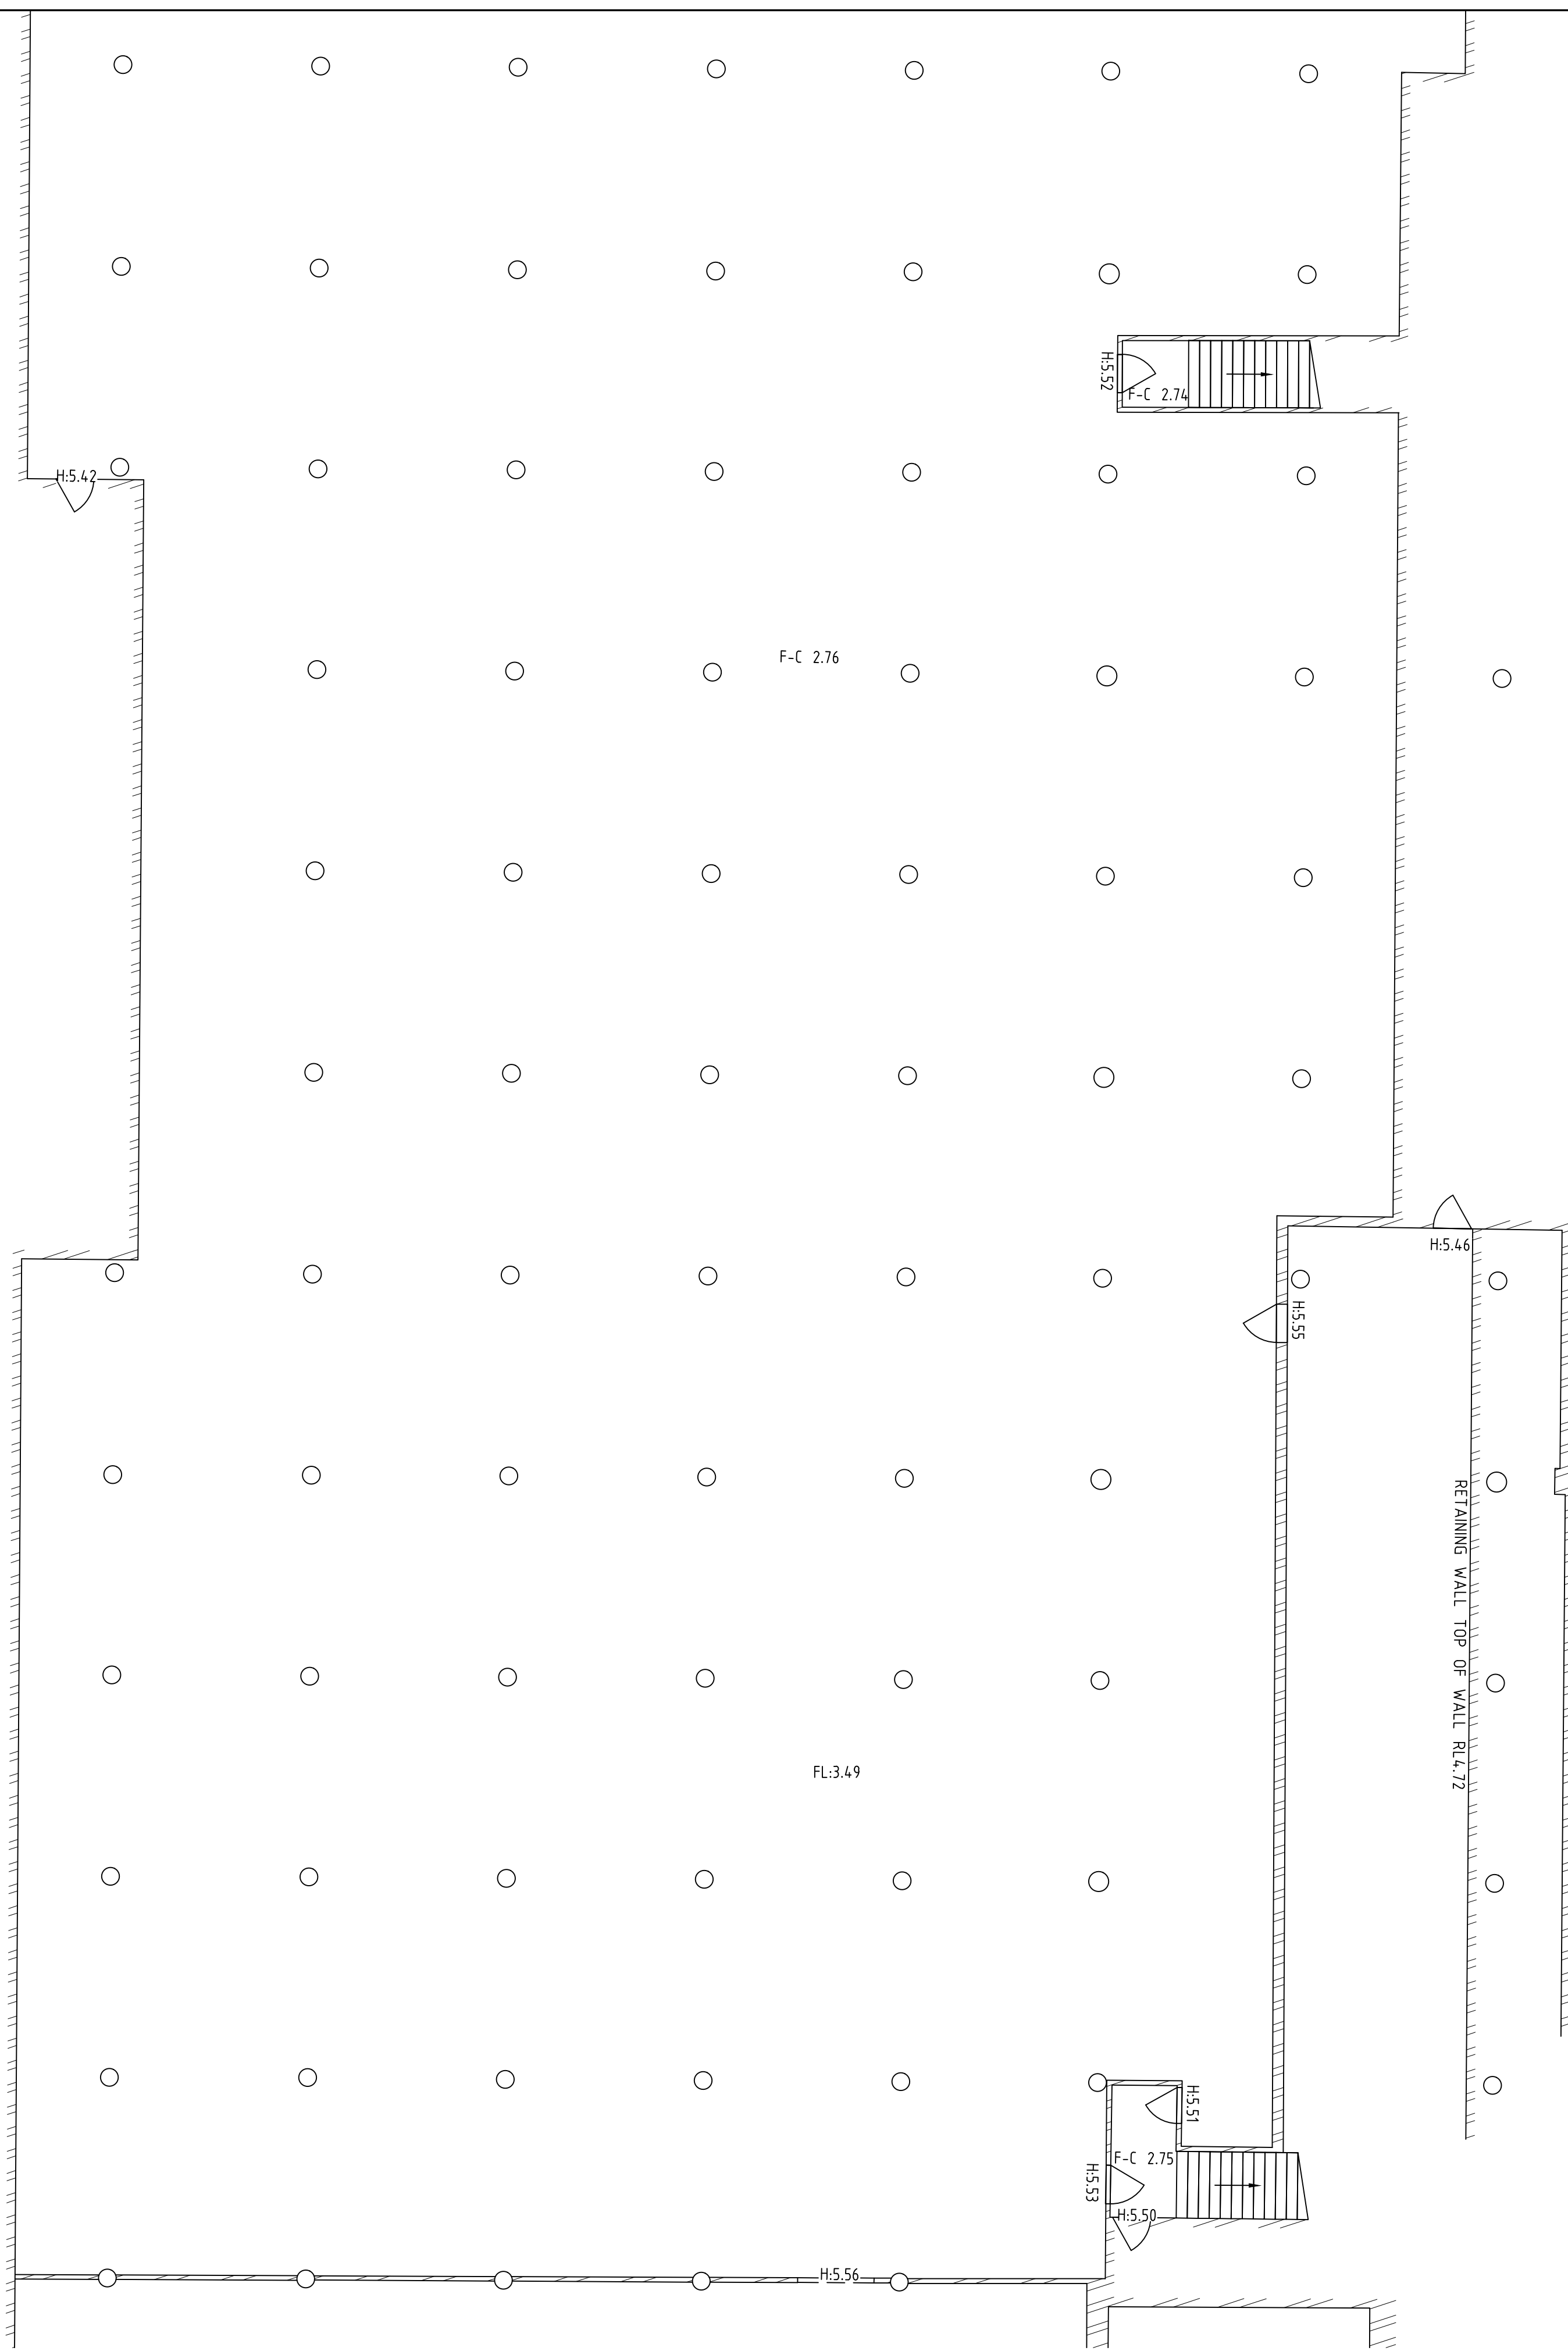 H:5.52
F-C 2.74
H:5.42
F-C 2.76
H:5.46
H:5.55
RETAINING WALL TOP OF WALL RL4.72
FL:3.49
H:5.51
F-C 2.75
H:5.53
H:5.50
H:5.56